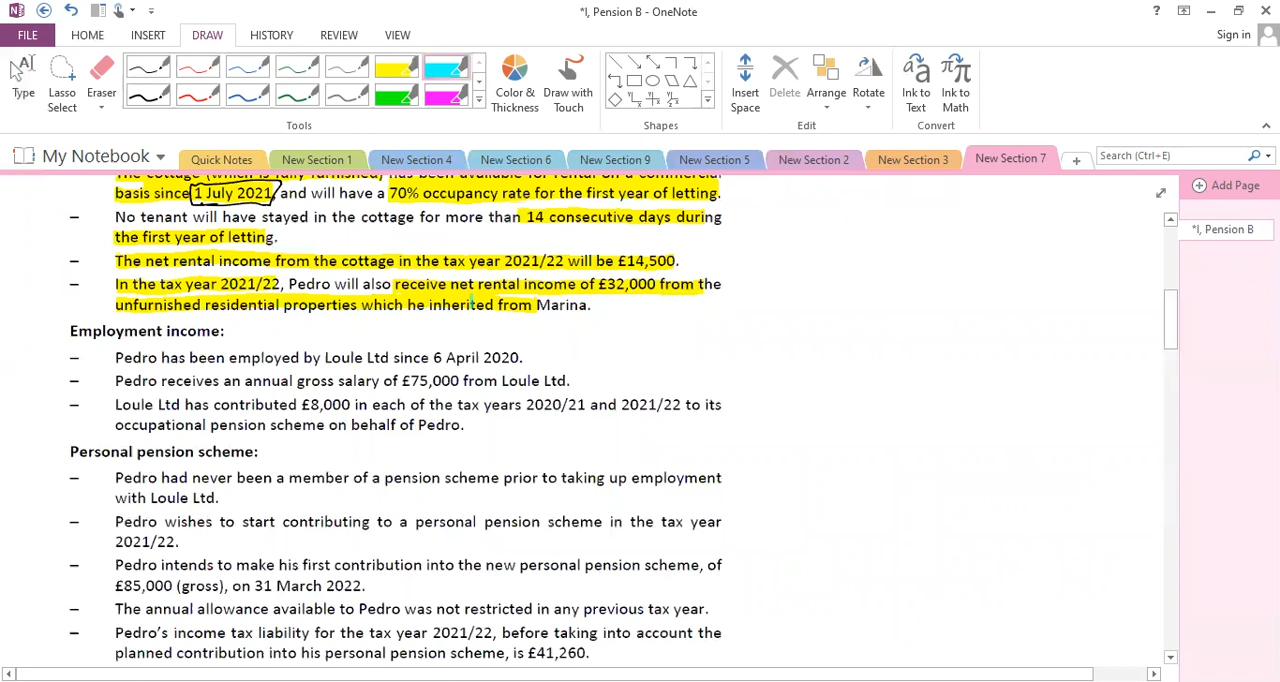 *I, Pension B - OneNote
?
FILE HOME INSERT DRAW HISTORY REVIEW VIEW
Sign in
Type
Lasso Select
Eraser
Color & Thickness
Draw with Touch
Insert Space
Delete
Arrange
Rotate
Ink to Text
Ink to Math
Tools Shapes Edit Convert
My Notebook
Quick Notes New Section 1 New Section 4 New Section 6 New Section 9 New Section 5 New Section 2 New Section 3 New Section 7
Search (Ctrl+E)
Add Page
*I, Pension B
The cottage (which is fully furnished) has been available for rental on a commercial
basis since 1 July 2021, and will have a 70% occupancy rate for the first year of letting.
– No tenant will have stayed in the cottage for more than 14 consecutive days during
the first year of letting.
– The net rental income from the cottage in the tax year 2021/22 will be £14,500.
– In the tax year 2021/22, Pedro will also receive net rental income of £32,000 from the
unfurnished residential properties which he inherited from Marina.
Employment income:
– Pedro has been employed by Loule Ltd since 6 April 2020.
– Pedro receives an annual gross salary of £75,000 from Loule Ltd.
– Loule Ltd has contributed £8,000 in each of the tax years 2020/21 and 2021/22 to its
occupational pension scheme on behalf of Pedro.
Personal pension scheme:
– Pedro had never been a member of a pension scheme prior to taking up employment
with Loule Ltd.
– Pedro wishes to start contributing to a personal pension scheme in the tax year
2021/22.
– Pedro intends to make his first contribution into the new personal pension scheme, of
£85,000 (gross), on 31 March 2022.
– The annual allowance available to Pedro was not restricted in any previous tax year.
– Pedro's income tax liability for the tax year 2021/22, before taking into account the
planned contribution into his personal pension scheme, is £41,260.